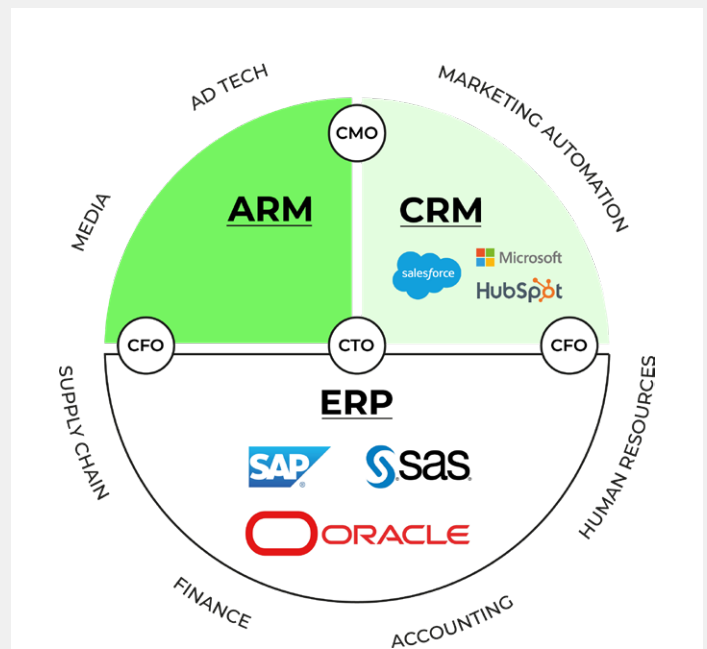 AD TECH
MARKETING AUTOMATION
CMO
MEDIA
ARM
CRM
salesforce
Microsoft
HubSpot
CFO
CTO
CFO
SUPPLY CHAIN
HUMAN RESOURCES
ERP
SAP®
sas.
ORACLE
FINANCE
ACCOUNTING